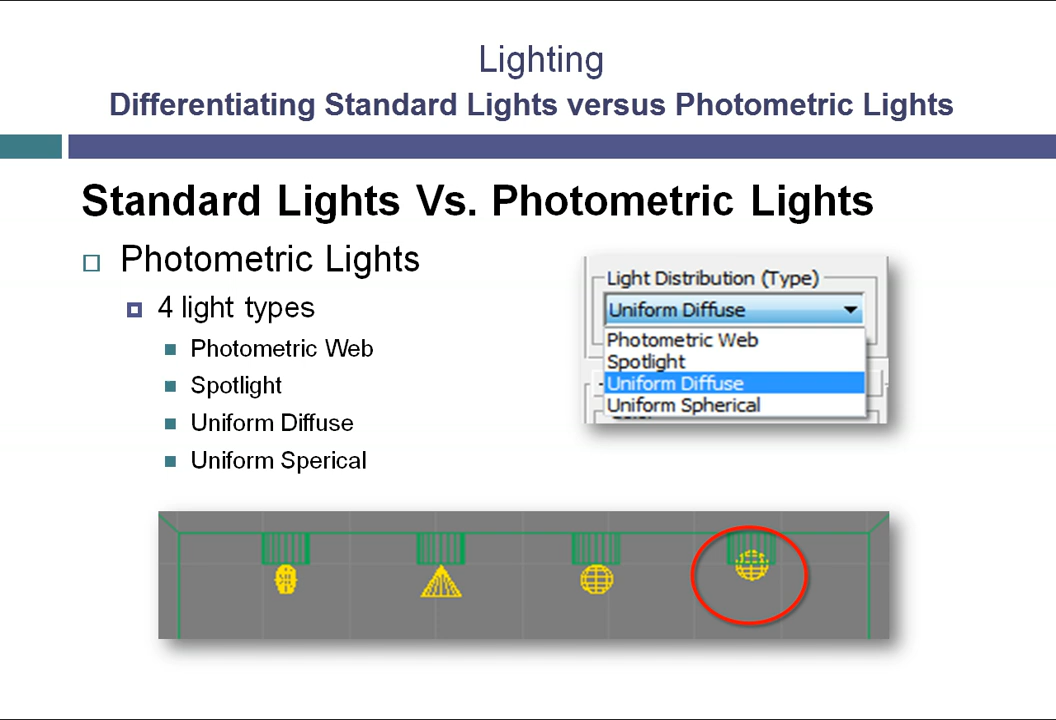 Lighting
Differentiating Standard Lights versus Photometric Lights
Standard Lights Vs. Photometric Lights
Photometric Lights
4 light types
Photometric Web
Spotlight
Uniform Diffuse
Uniform Sperical
Light Distribution (Type)
Uniform Diffuse
Photometric Web
Spotlight
Uniform Diffuse
Uniform Spherical